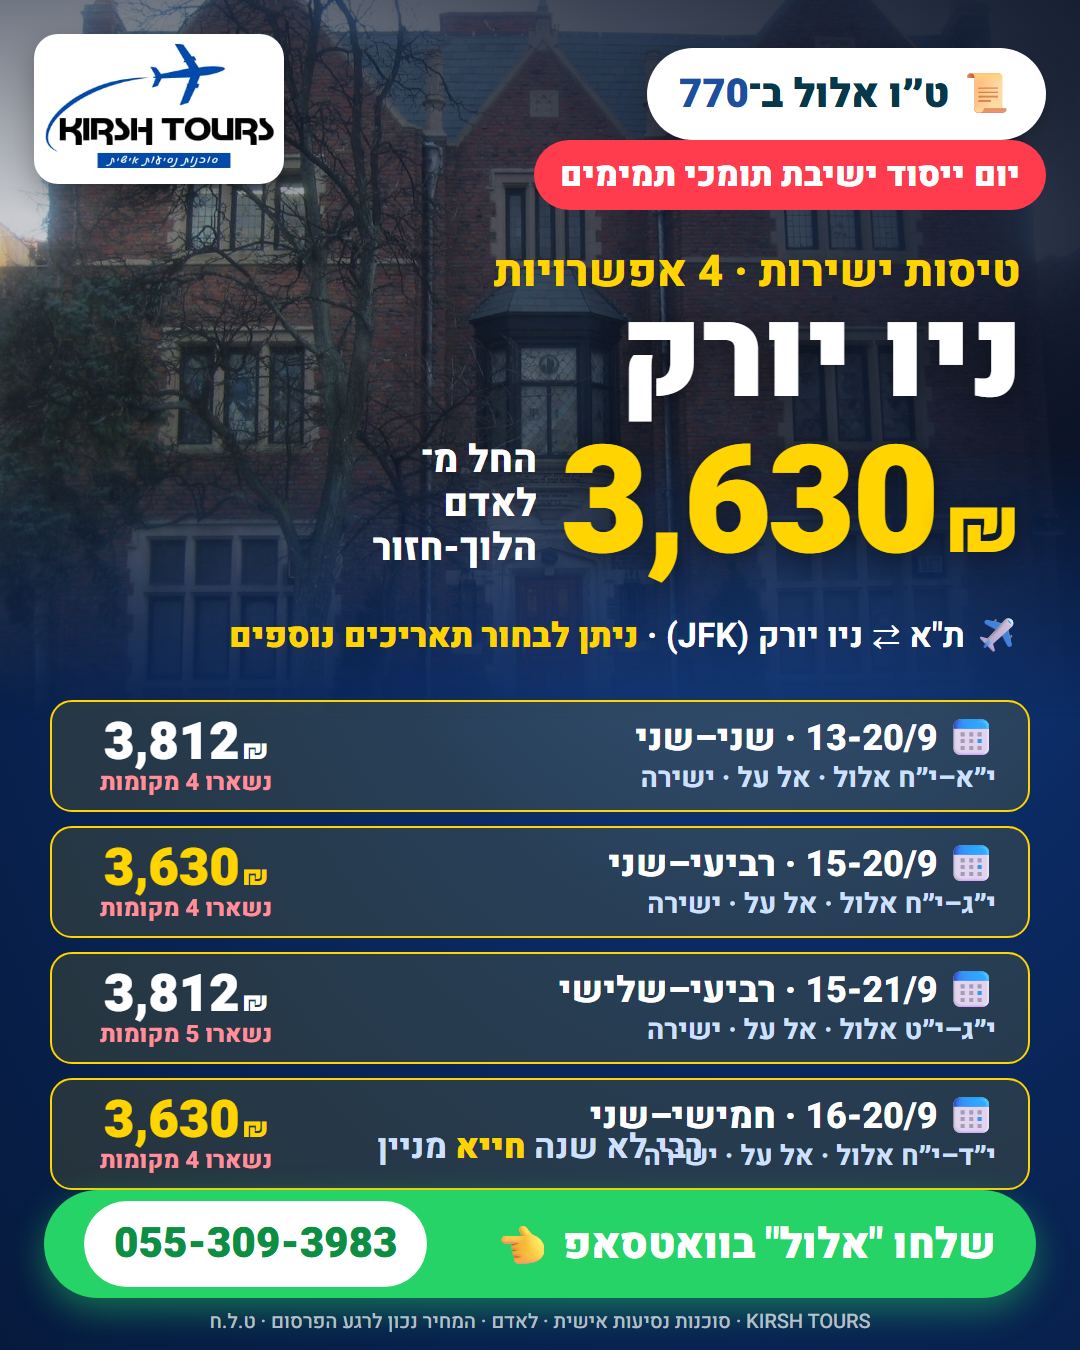 KIRSH TOURS
סוכנות נסיעות אישית
ט״ו אלול ב־770
יום ייסוד ישיבת תומכי תמימים
טיסות ישירות · 4 אפשרויות
ניו יורק
₪3,630
החל מ־
לאדם
הלוך-חזור
ת"א ⇄ ניו יורק (JFK) · ניתן לבחור תאריכים נוספים
13-20/9 · שני–שני
₪3,812
י״א–י״ח אלול · אל על · ישירה
נשארו 4 מקומות
15-20/9 · רביעי–שני
₪3,630
י״ג–י״ח אלול · אל על · ישירה
נשארו 4 מקומות
15-21/9 · רביעי–שלישי
₪3,812
י״ג–י״ט אלול · אל על · ישירה
נשארו 5 מקומות
16-20/9 · חמישי–שני
₪3,630
י״ד–י״ח אלול · אל על · ישירה
נשארו 4 מקומות
רבי לא שנה חייא מניין
שלחו "אלול" בוואטסאפ
055-309-3983
KIRSH TOURS · סוכנות נסיעות אישית · לאדם · המחיר נכון לרגע הפרסום · ט.ל.ח